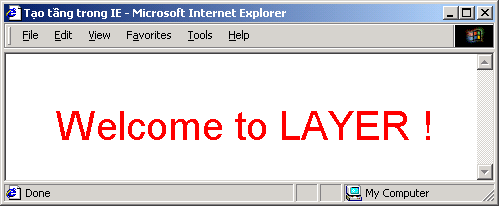 Tạo tầng trong IE - Microsoft Internet Explorer
File Edit View Favorites Tools Help
Welcome to LAYER !
Done My Computer